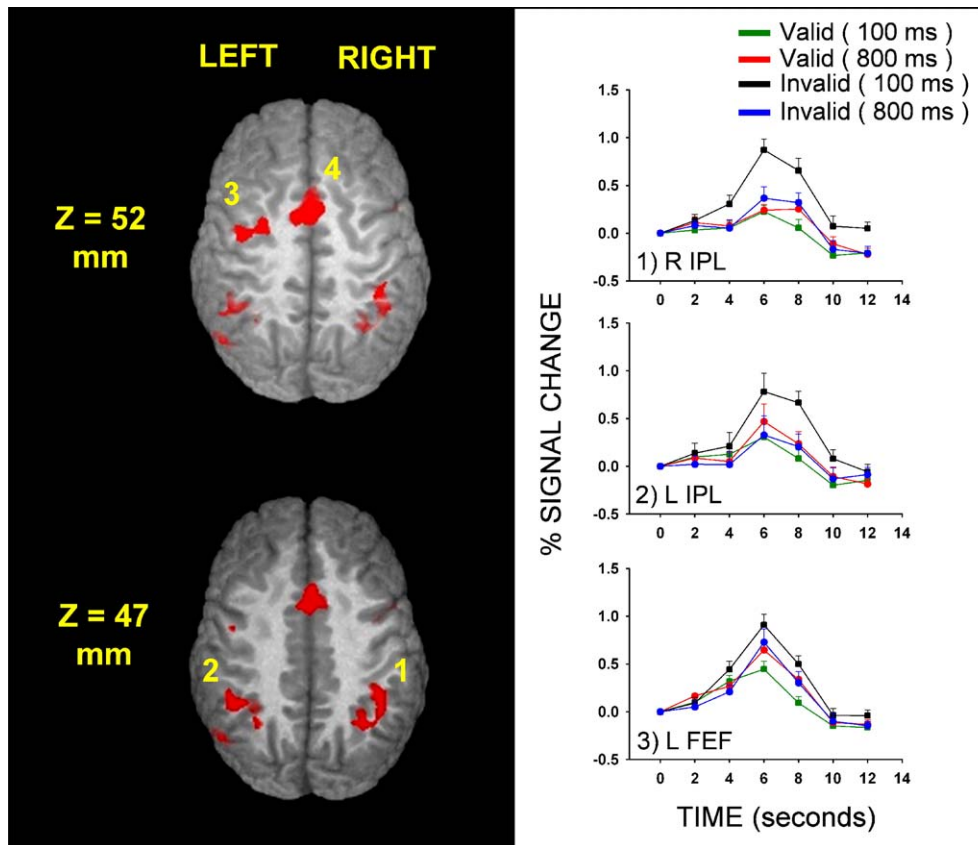 LEFT RIGHT
3
4
Z = 52
mm
Z = 47
mm
2
1
Valid ( 100 ms )
Valid ( 800 ms )
Invalid ( 100 ms )
Invalid ( 800 ms )
% SIGNAL CHANGE
1.5
1.0
0.5
0.0
-0.5
1) R IPL
0 2 4 6 8 10 12 14
1.5
1.0
0.5
0.0
-0.5
2) L IPL
0 2 4 6 8 10 12 14
1.5
1.0
0.5
0.0
-0.5
3) L FEF
0 2 4 6 8 10 12 14
TIME (seconds)